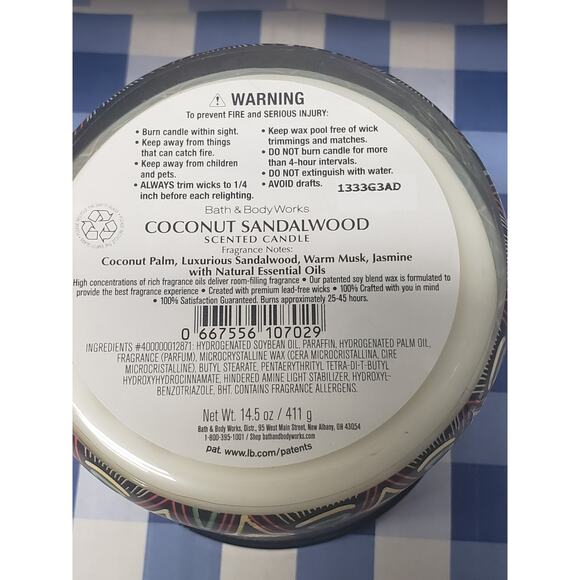 WARNING
To prevent FIRE and SERIOUS INJURY:
• Burn candle within sight.
• Keep away from things
that can catch fire.
• Keep away from children
and pets.
• ALWAYS trim wicks to 1/4
inch before each relighting.
• Keep wax pool free of wick
trimmings and matches.
• DO NOT burn candle for more
than 4-hour intervals.
• DO NOT extinguish with water.
• AVOID drafts.
1333G3AD
Bath & Body Works
COCONUT SANDALWOOD
SCENTED CANDLE
Fragrance Notes:
Coconut Palm, Luxurious Sandalwood, Warm Musk, Jasmine
with Natural Essential Oils
High concentrations of rich fragrance oils deliver room-filling fragrance • Our patented soy blend wax is formulated to
provide the best fragrance experience • Created with premium lead-free wicks • 100% Crafted with you in mind
• 100% Satisfaction Guaranteed. Burns approximately 25-45 hours.
0 667556 107029
INGREDIENTS #400000012871: HYDROGENATED SOYBEAN OIL, PARAFFIN, HYDROGENATED PALM OIL,
FRAGRANCE (PARFUM), MICROCRYSTALLINE WAX (CERA MICROCRISTALLINA, CIRE
MICROCRISTALLINE), BUTYL STEARATE, PENTAERYTHRITYL TETRA-DI-T-BUTYL
HYDROXYHYDROCINNAMATE, HINDERED AMINE LIGHT STABILIZER, HYDROXYL-
BENZOTRIAZOLE, BHT. CONTAINS FRAGRANCE ALLERGENS.
Net Wt. 14.5 oz / 411 g
Bath & Body Works, Distr., 95 West Main Street, New Albany, OH 43054
1-800-395-1001 / Shop bathandbodyworks.com
pat. www.lb.com/patents